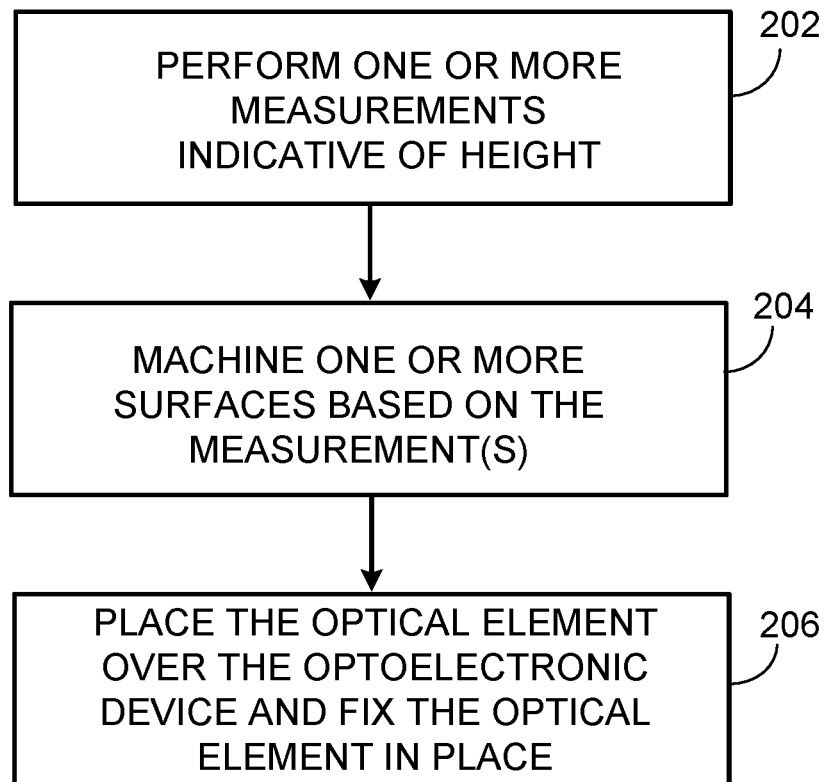 202
PERFORM ONE OR MORE
MEASUREMENTS
INDICATIVE OF HEIGHT
204
MACHINE ONE OR MORE
SURFACES BASED ON THE
MEASUREMENT(S)
206
PLACE THE OPTICAL ELEMENT
OVER THE OPTOELECTRONIC
DEVICE AND FIX THE OPTICAL
ELEMENT IN PLACE